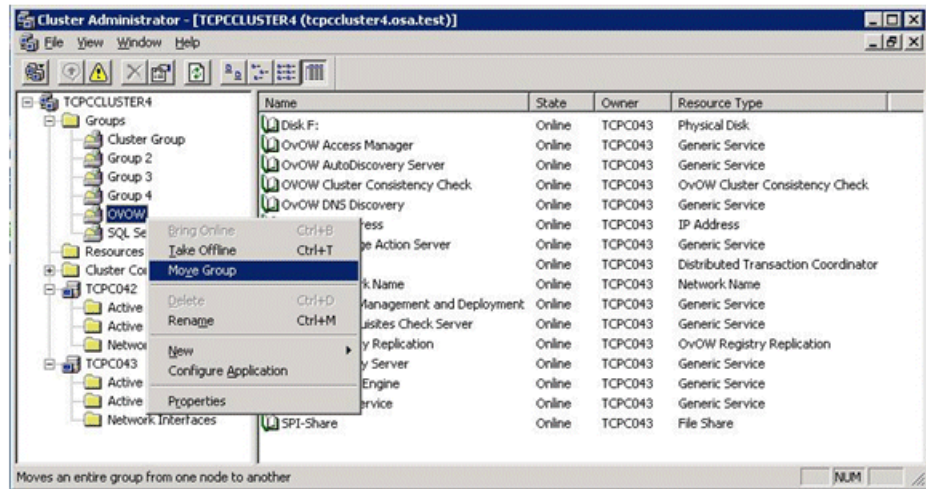 Cluster Administrator - [TCPCCLUSTER4 (tcpccluster4.osa.test)]
File View Window Help
TCPCCLUSTER4
Groups
Cluster Group
Group 2
Group 3
Group 4
OVOW
SQL Se
Resources
Cluster Co
TCPC042
Active
Active
Networ
TCPC043
Active
Active
Network Interfaces
Bring Online Ctrl+B
Take Offline Ctrl+T
Move Group
Delete Ctrl+D
Rename Ctrl+M
New
Configure Application
Properties
Name State Owner Resource Type
Disk F: Online TCPC043 Physical Disk
OvOW Access Manager Online TCPC043 Generic Service
OvOW AutoDiscovery Server Online TCPC043 Generic Service
OVOW Cluster Consistency Check Online TCPC043 OvOW Cluster Consistency Check
OvOW DNS Discovery Online TCPC043 Generic Service
ress Online TCPC043 IP Address
ge Action Server Online TCPC043 Generic Service
Online TCPC043 Distributed Transaction Coordinator
k Name Online TCPC043 Network Name
Management and Deployment Online TCPC043 Generic Service
uisites Check Server Online TCPC043 Generic Service
y Replication Online TCPC043 OvOW Registry Replication
y Server Online TCPC043 Generic Service
Engine Online TCPC043 Generic Service
ervice Online TCPC043 Generic Service
SPI-Share Online TCPC043 File Share
Moves an entire group from one node to another
NUM